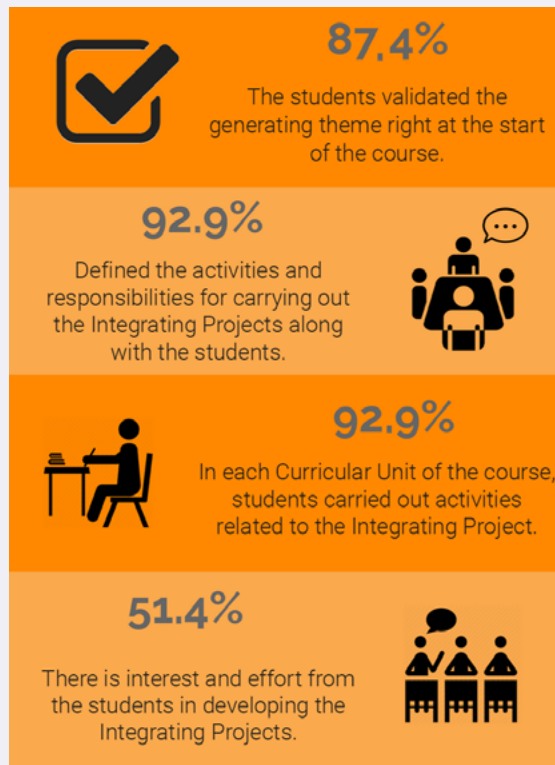 87,4%
The students validated the
generating theme right at the start
of the course.
92.9%
Defined the activities and
responsibilities for carrying out
the Integrating Projects along
with the students.
92.9%
In each Curricular Unit of the course,
students carried out activities
related to the Integrating Project.
51.4%
There is interest and effort from
the students in developing the
Integrating Projects.